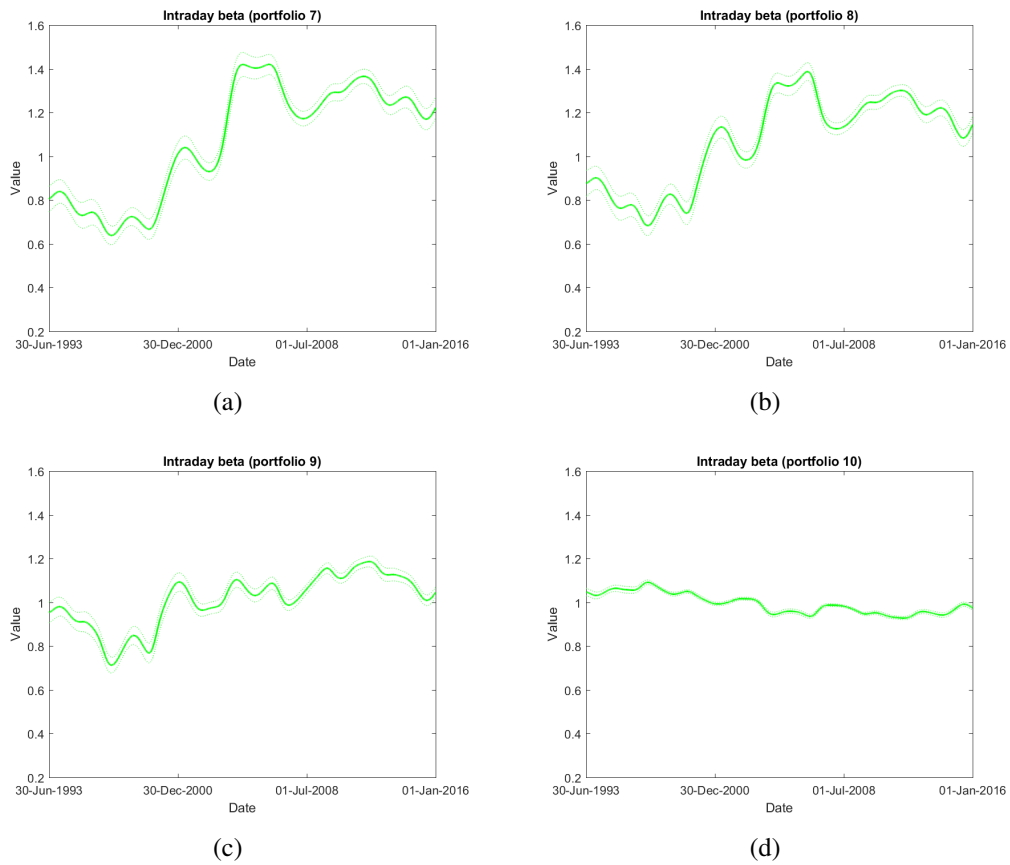 Intraday beta (portfolio 7)
1.6
1.4
1.2
1
0.8
0.6
0.4
0.2
Value
30-Jun-1993 30-Dec-2000 01-Jul-2008 01-Jan-2016
Date
(a)
Intraday beta (portfolio 8)
1.6
1.4
1.2
1
0.8
0.6
0.4
0.2
Value
30-Jun-1993 30-Dec-2000 01-Jul-2008 01-Jan-2016
Date
(b)
Intraday beta (portfolio 9)
1.6
1.4
1.2
1
0.8
0.6
0.4
0.2
Value
30-Jun-1993 30-Dec-2000 01-Jul-2008 01-Jan-2016
Date
(c)
Intraday beta (portfolio 10)
1.6
1.4
1.2
1
0.8
0.6
0.4
0.2
Value
30-Jun-1993 30-Dec-2000 01-Jul-2008 01-Jan-2016
Date
(d)